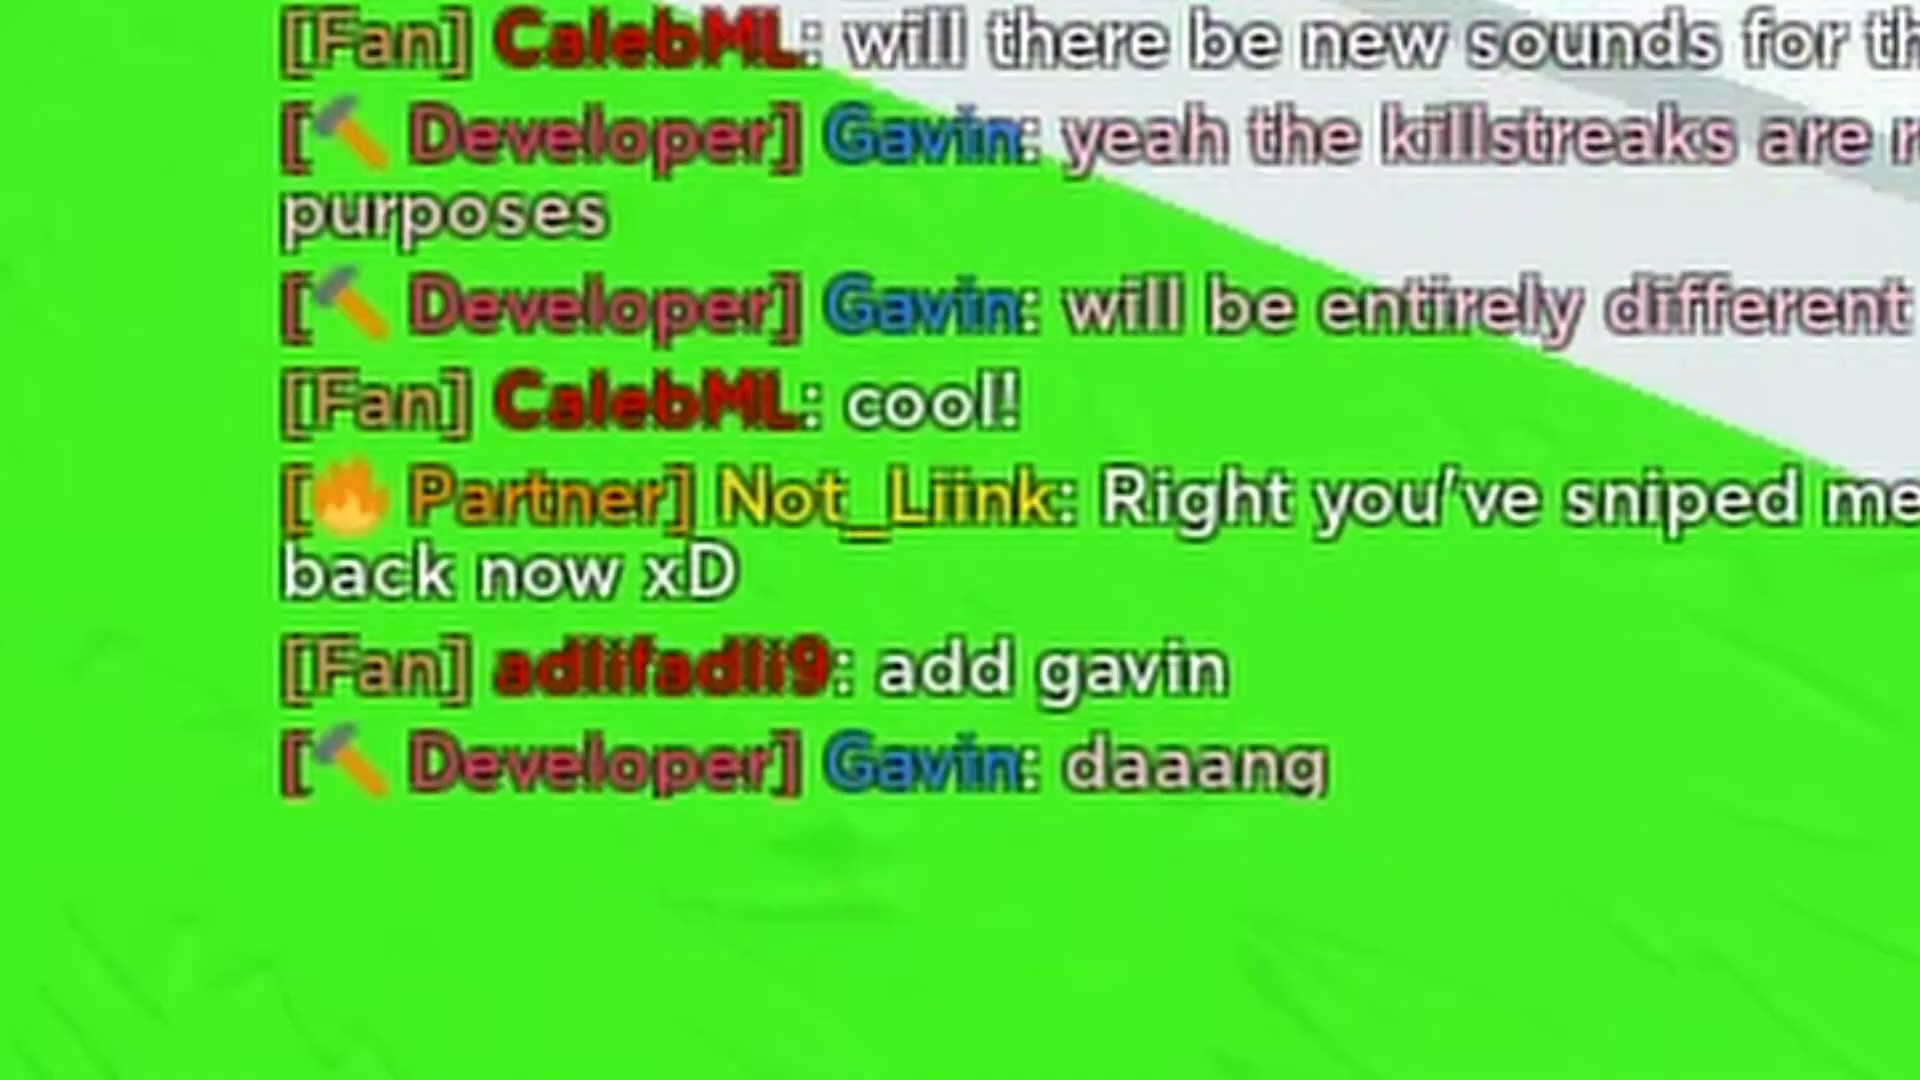 [Fan] CalebML: will there be new sounds for th
[🔨 Developer] Gavin: yeah the killstreaks are
purposes
[🔨 Developer] Gavin: will be entirely different
[Fan] CalebML: cool!
[🔥 Partner] Not_Liink: Right you've sniped me
back now xD
[Fan] adlifadli9: add gavin
[🔨 Developer] Gavin: daaang